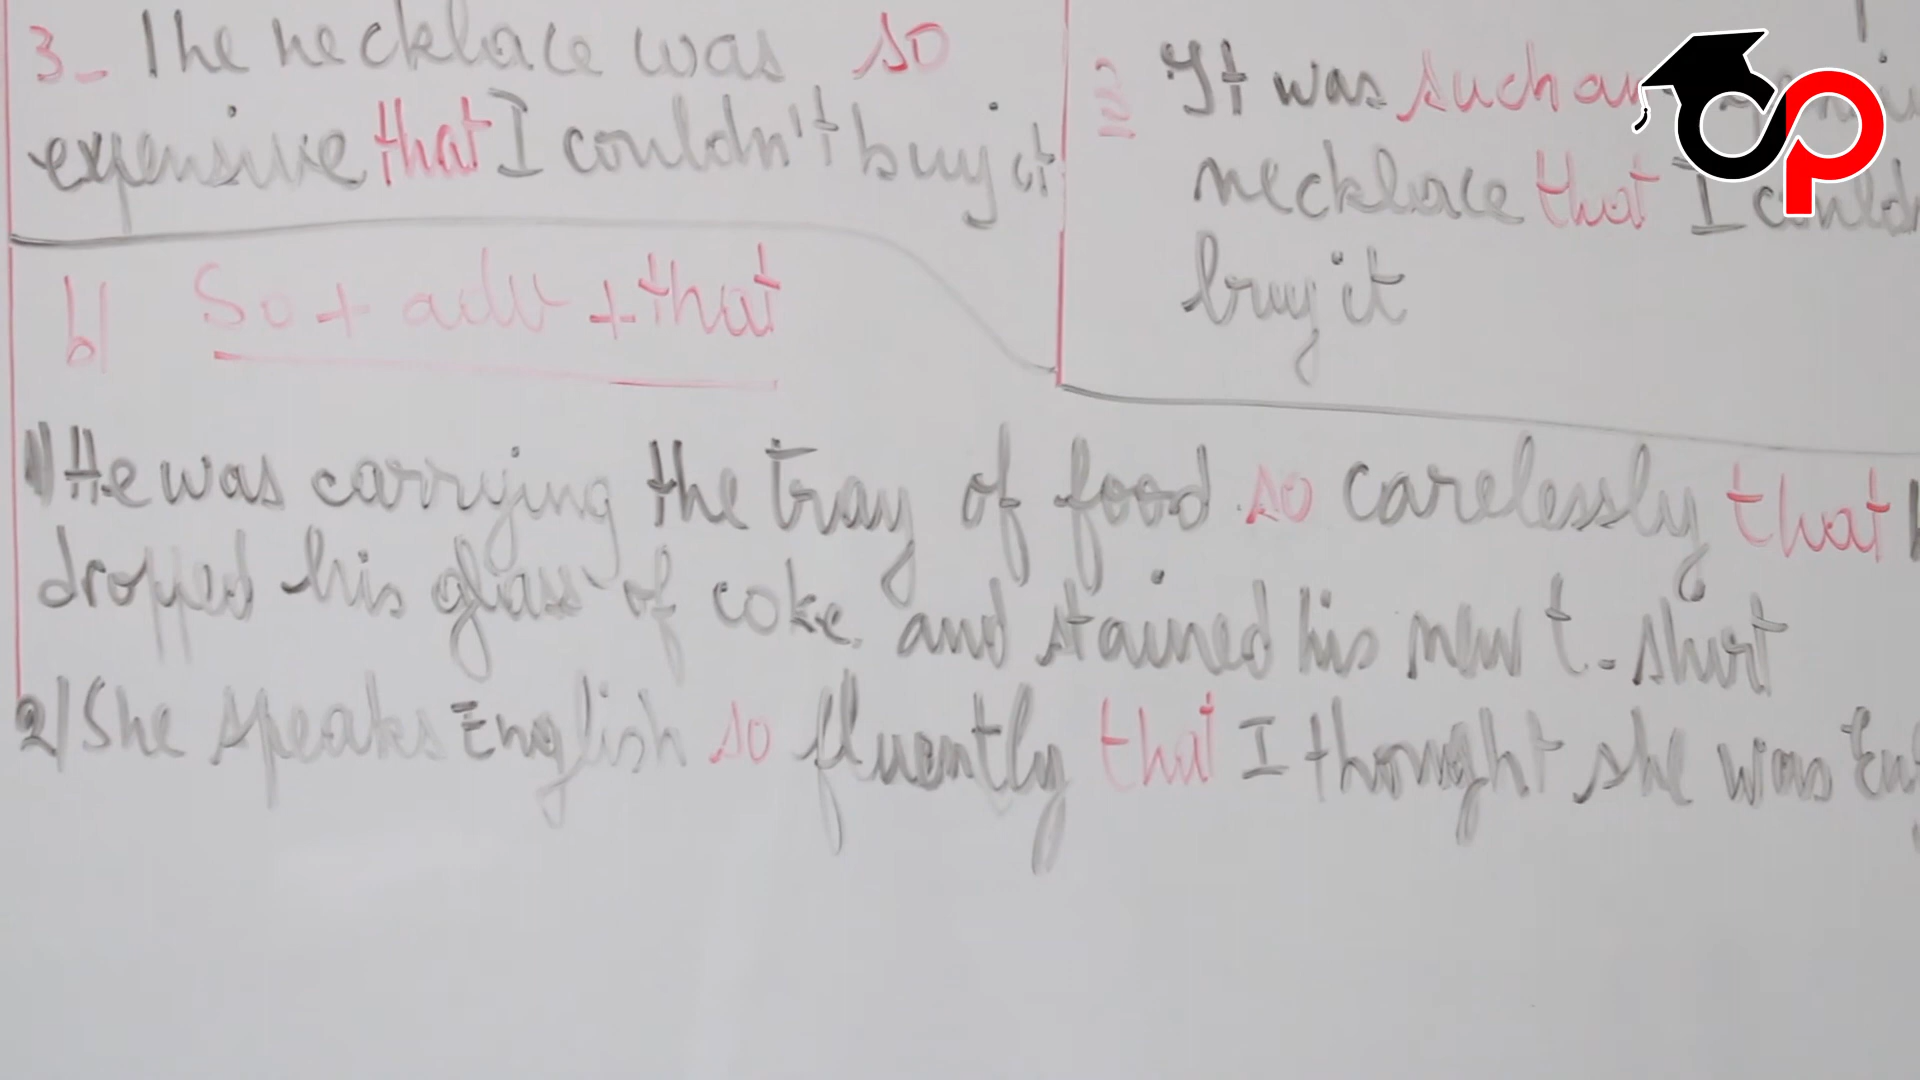 3_ The necklace was so
expensive that I couldn't buy it
≡ It was such an
necklace that I
buy it
b/ So + adv + that
1/ He was carrying the tray of food so carelessly that
dropped his glass of coke and stained his new t-shirt
2/ She speaks English so fluently that I thought she was